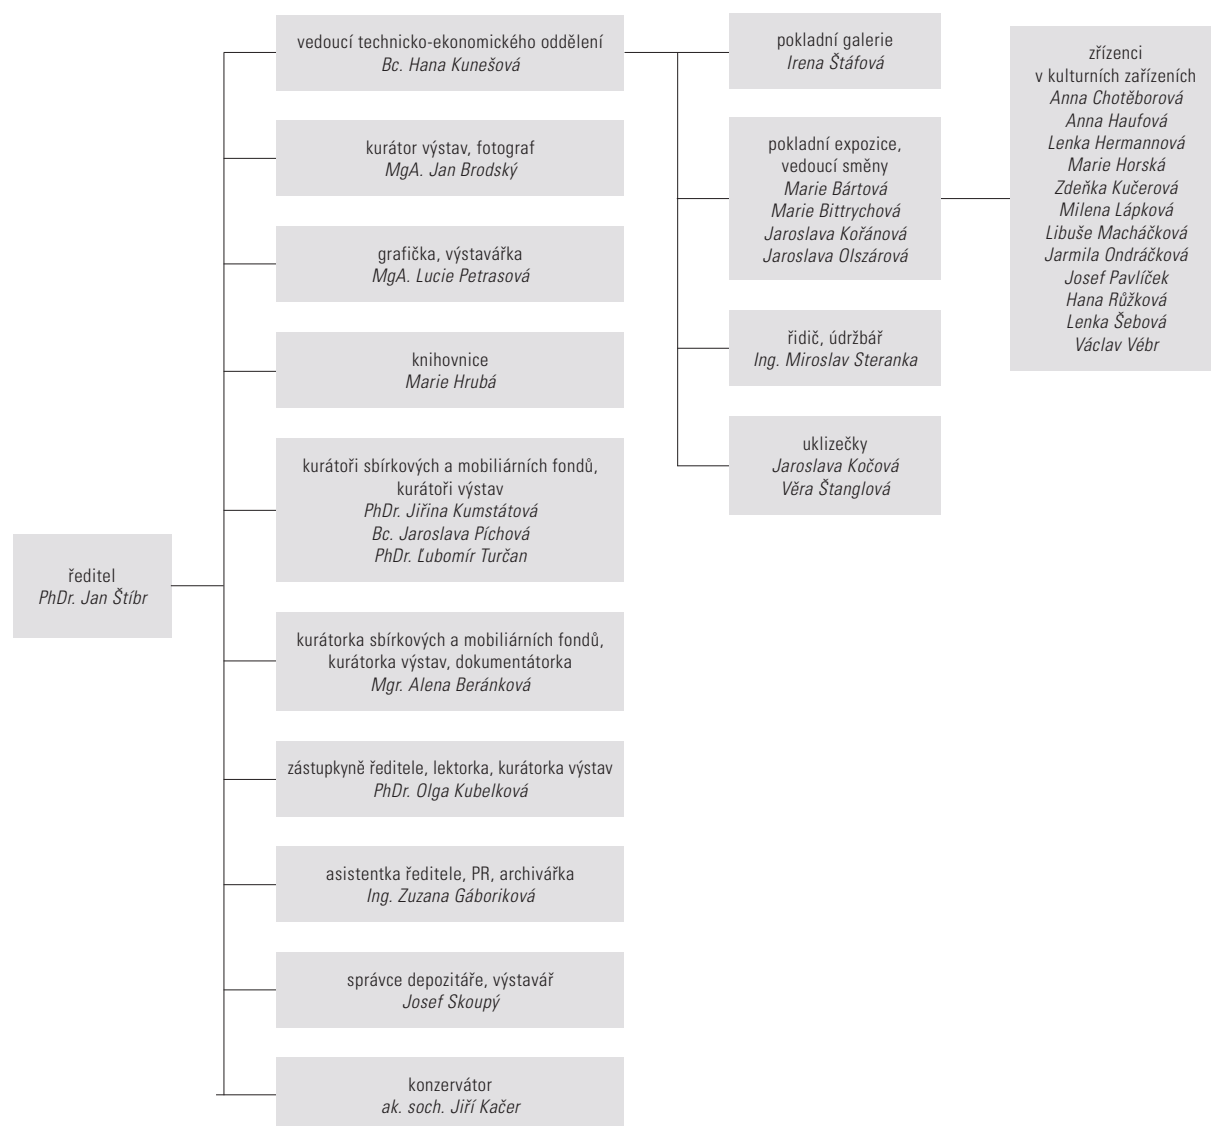 ředitel
PhDr. Jan Štíbr
vedoucí technicko-ekonomického oddělení
Bc. Hana Kunešová
kurátor výstav, fotograf
MgA. Jan Brodský
grafička, výstavářka
MgA. Lucie Petrasová
knihovnice
Marie Hrubá
kurátoři sbírkových a mobiliárních fondů,
kurátoři výstav
PhDr. Jiřina Kumstátová
Bc. Jaroslava Píchová
PhDr. Ľubomír Turčan
kurátorka sbírkových a mobiliárních fondů,
kurátorka výstav, dokumentátorka
Mgr. Alena Beránková
zástupkyně ředitele, lektorka, kurátorka výstav
PhDr. Olga Kubelková
asistentka ředitele, PR, archivářka
Ing. Zuzana Gáboriková
správce depozitáře, výstavář
Josef Skoupý
konzervátor
ak. soch. Jiří Kačer
pokladní galerie
Irena Štáfová
pokladní expozice,
vedoucí směny
Marie Bártová
Marie Bittrychová
Jaroslava Kořánová
Jaroslava Olszárová
řidič, údržbář
Ing. Miroslav Steranka
uklizečky
Jaroslava Kočová
Věra Štanglová
zřízenci
v kulturních zařízeních
Anna Chotěborová
Anna Haufová
Lenka Hermannová
Marie Horská
Zdeňka Kučerová
Milena Lápková
Libuše Macháčková
Jarmila Ondráčková
Josef Pavlíček
Hana Růžková
Lenka Šebová
Václav Vébr